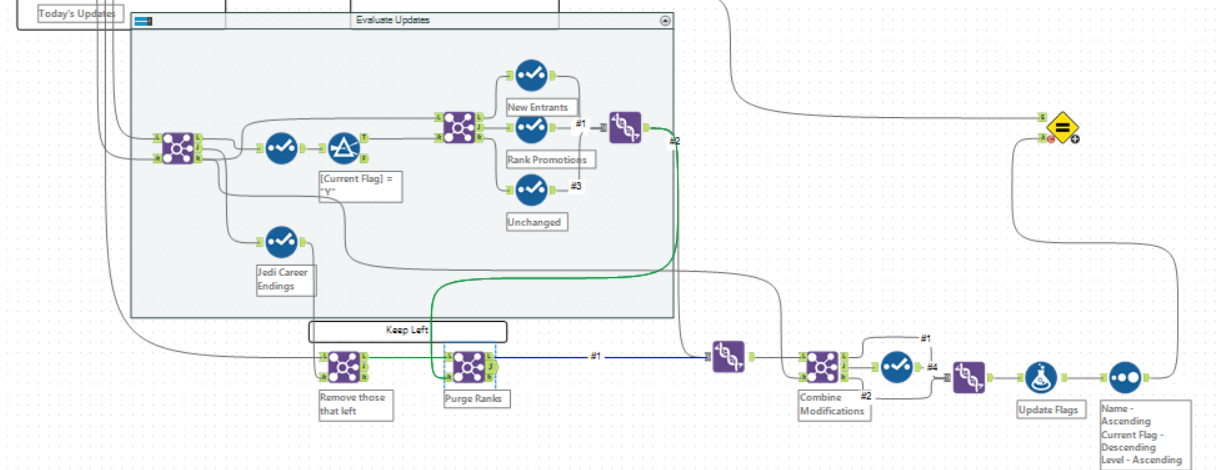 Today's Updates
Evaluate Updates
New Entrants
#1
#2
Rank Promotions
[Current Flag] =
"Y"
#3
Unchanged
Jedi Career
Endings
Keep Left
#1
#1
#4
#2
Remove those
that left
Purge Ranks
Combine
Modifications
Update Flags
Name -
Ascending
Current Flag -
Descending
Level - Ascending